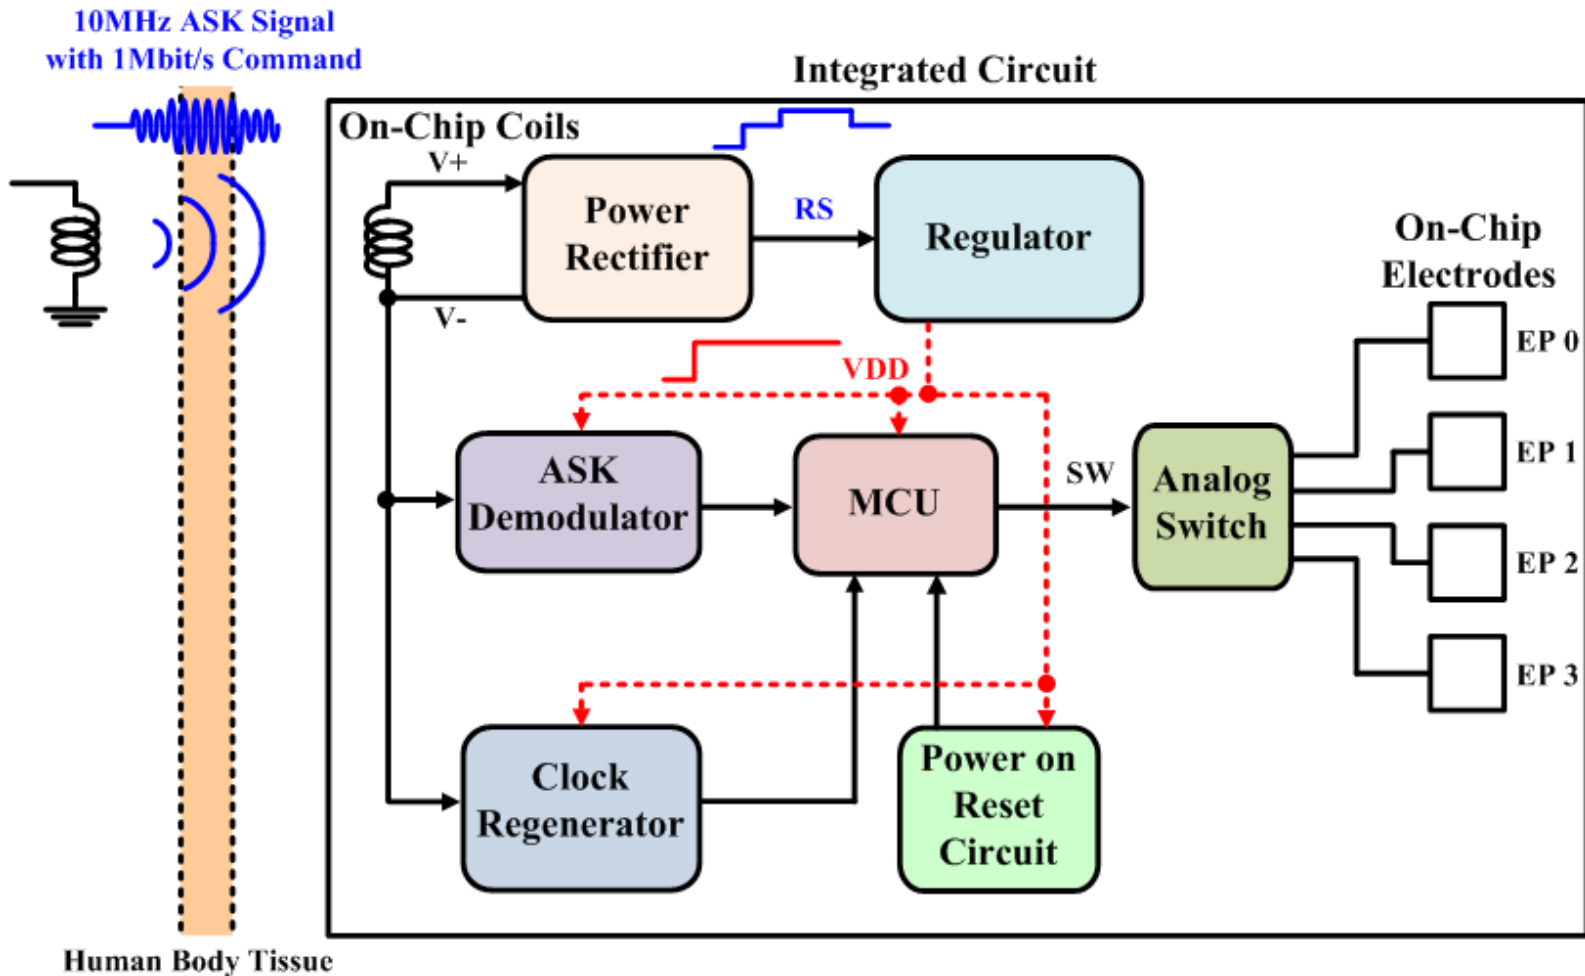 10MHz ASK Signal
with 1Mbit/s Command
Integrated Circuit
On-Chip Coils
V+
Power
Rectifier
RS
Regulator
V-
On-Chip
Electrodes
EP 0
VDD
ASK
Demodulator
MCU
SW
Analog
Switch
EP 1
EP 2
EP 3
Clock
Regenerator
Power on
Reset
Circuit
Human Body Tissue